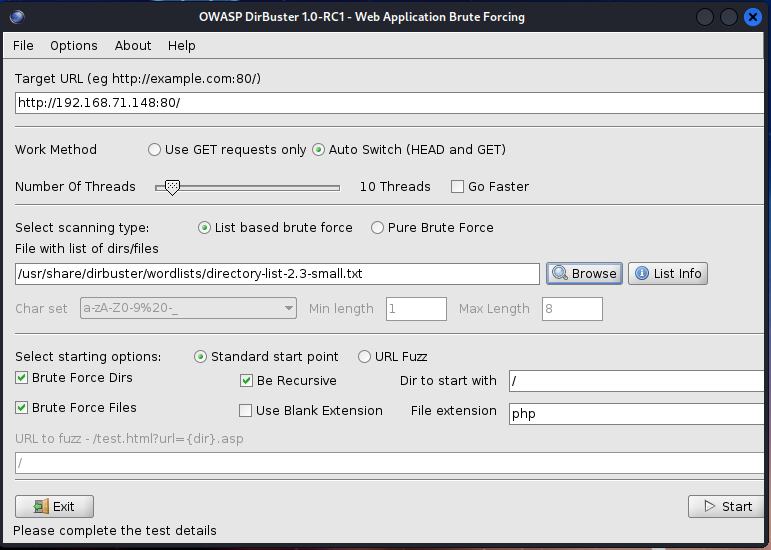 OWASP DirBuster 1.0-RC1 - Web Application Brute Forcing
File Options About Help
Target URL (eg http://example.com:80/)
http://192.168.71.148:80/
Work Method Use GET requests only Auto Switch (HEAD and GET)
Number Of Threads 10 Threads Go Faster
Select scanning type: List based brute force Pure Brute Force
File with list of dirs/files
/usr/share/dirbuster/wordlists/directory-list-2.3-small.txt Browse List Info
Char set a-zA-Z0-9%20-_ Min length 1 Max Length 8
Select starting options: Standard start point URL Fuzz
Brute Force Dirs Be Recursive Dir to start with /
Brute Force Files Use Blank Extension File extension php
URL to fuzz - /test.html?url={dir}.asp
/
Exit Start
Please complete the test details